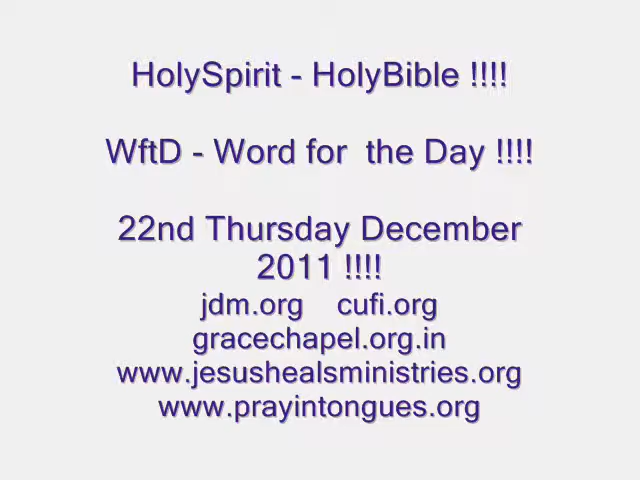 HolySpirit - HolyBible !!!!
WftD - Word for  the Day !!!!
22nd Thursday December
2011 !!!!
jdm.org    cufi.org
gracechapel.org.in
www.jesushealsministries.org
www.prayintongues.org